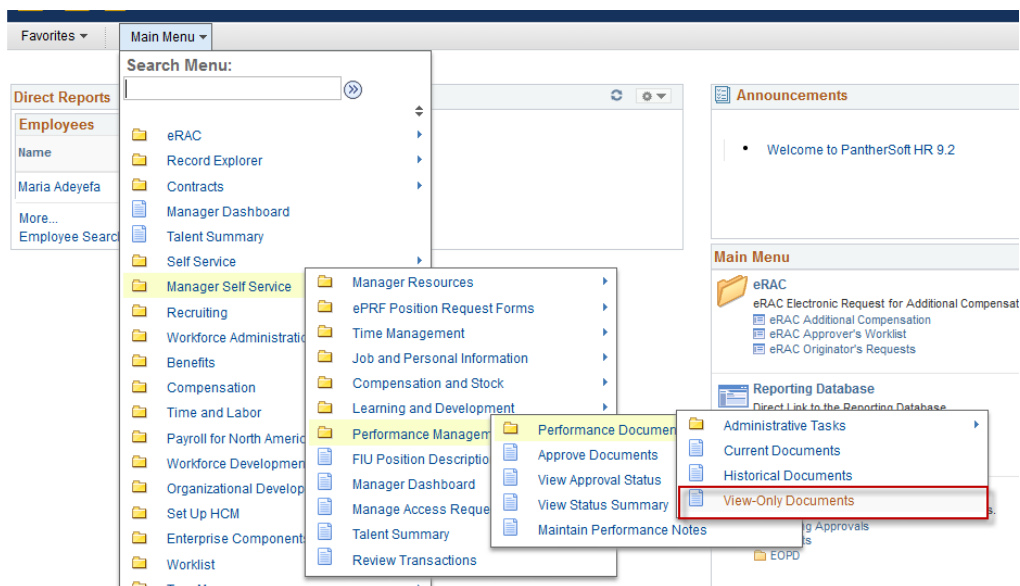 Favorites
Main Menu
Search Menu:
Direct Reports
Employees
Name
Maria Adeyefa
More...
Employee Searc
eRAC
Record Explorer
Contracts
Manager Dashboard
Talent Summary
Self Service
Manager Self Service
Recruiting
Workforce Administratio
Benefits
Compensation
Time and Labor
Payroll for North Americ
Workforce Developmen
Organizational Develop
Set Up HCM
Enterprise Component
Worklist
Manager Resources
ePRF Position Request Forms
Time Management
Job and Personal Information
Compensation and Stock
Learning and Development
Performance Managem
FIU Position Descriptio
Manager Dashboard
Manage Access Reque
Talent Summary
Review Transactions
Performance Documen
Approve Documents
View Approval Status
View Status Summary
Maintain Performance Notes
Administrative Tasks
Current Documents
Historical Documents
View-Only Documents
Announcements
• Welcome to PantherSoft HR 9.2
Main Menu
eRAC
eRAC Electronic Request for Additional Compensat
eRAC Additional Compensation
eRAC Approver's Worklist
eRAC Originator's Requests
Reporting Database
Direct Link to the Reporting Database
s.
g Approvals
ts
EOPD